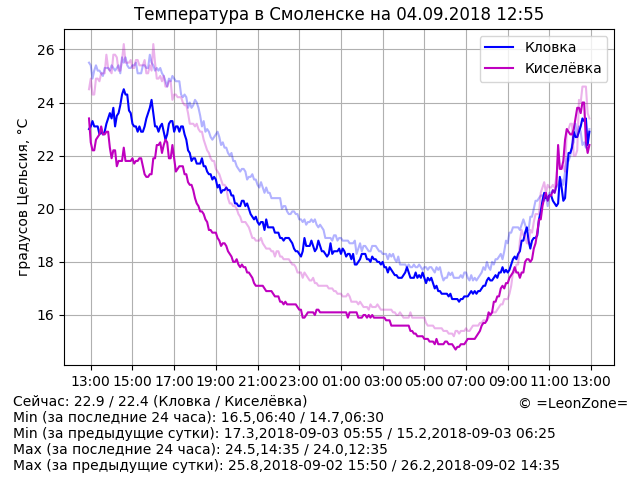 Температура в Смоленске на 04.09.2018 12:55
26
24
22
20
18
16
градусов Цельсия, °C
Кловка
Киселёвка
13:00 15:00 17:00 19:00 21:00 23:00 01:00 03:00 05:00 07:00 09:00 11:00 13:00
Сейчас: 22.9 / 22.4 (Кловка / Киселёвка)
© =LeonZone=
Min (за последние 24 часа): 16.5,06:40 / 14.7,06:30
Min (за предыдущие сутки): 17.3,2018-09-03 05:55 / 15.2,2018-09-03 06:25
Max (за последние 24 часа): 24.5,14:35 / 24.0,12:35
Max (за предыдущие сутки): 25.8,2018-09-02 15:50 / 26.2,2018-09-02 14:35